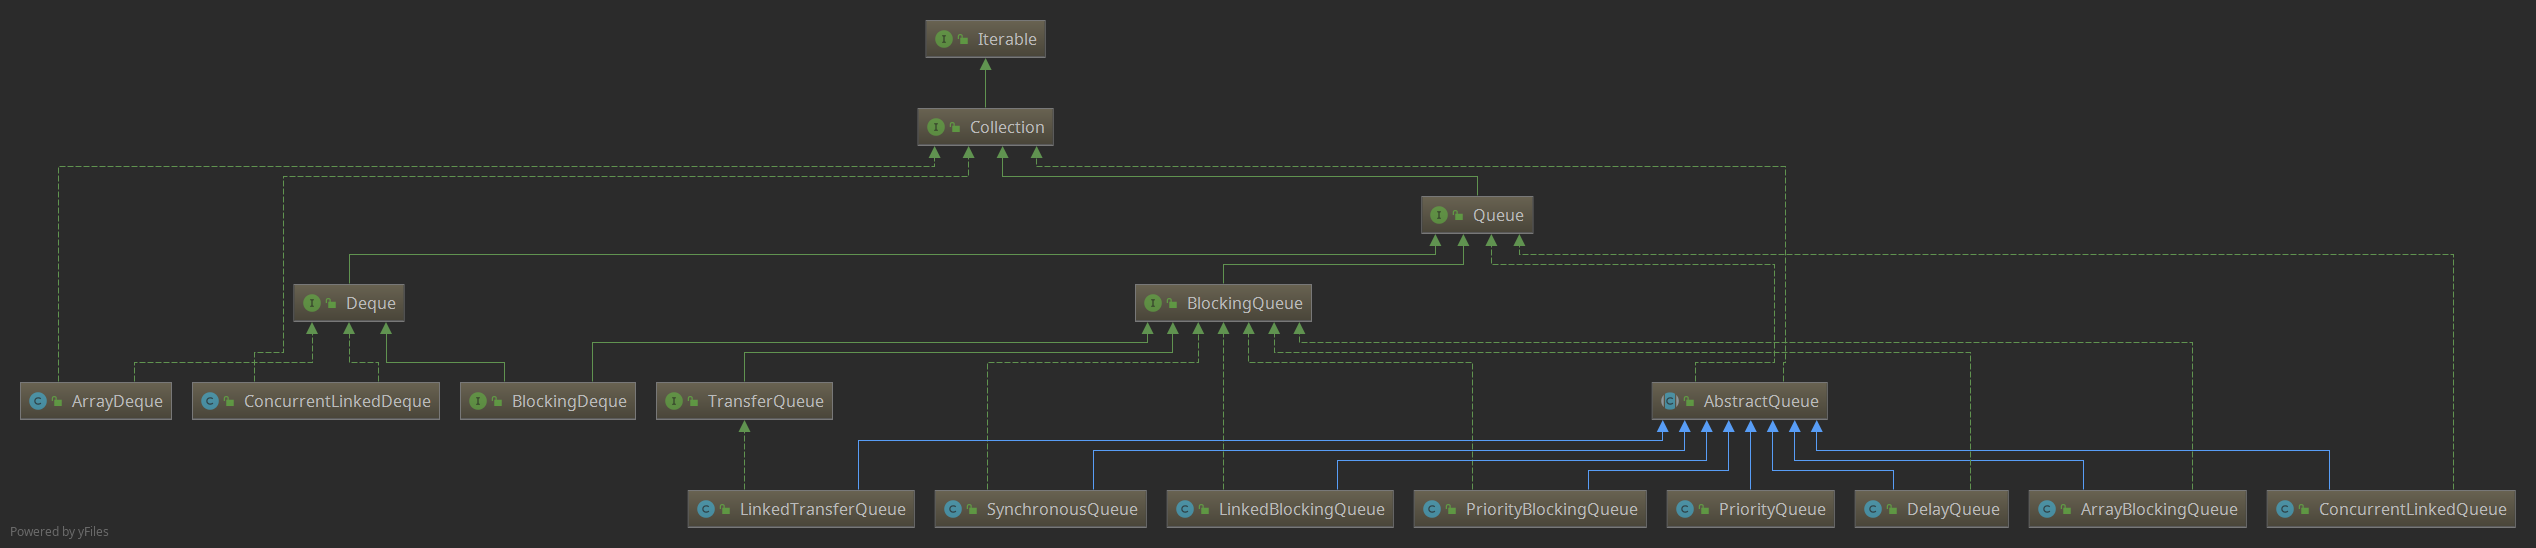 Iterable
Collection
Queue
Deque
BlockingQueue
ArrayDeque
ConcurrentLinkedDeque
BlockingDeque
TransferQueue
AbstractQueue
LinkedTransferQueue
SynchronousQueue
LinkedBlockingQueue
PriorityBlockingQueue
PriorityQueue
DelayQueue
ArrayBlockingQueue
ConcurrentLinkedQueue
Powered by yFiles